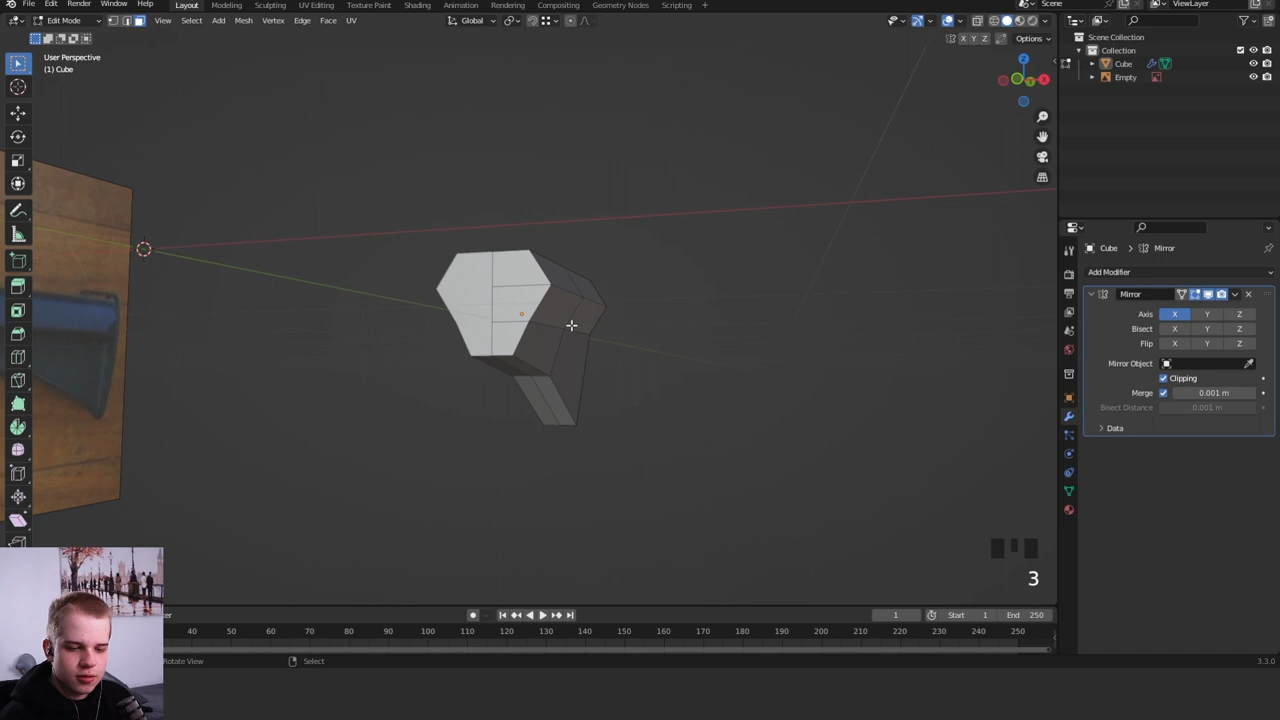 File Edit Render Window Help Layout Modeling Sculpting UV Editing Texture Paint Shading Animation Rendering Compositing Geometry Nodes Scripting + Scene ViewLayer
Edit Mode View Select Add Mesh Vertex Edge Face UV Global
X Y Z Options
User Perspective
(1) Cube
Z
X
Y
Scene Collection
Collection
Cube
Empty
Cube > Mirror
Add Modifier
Mirror
Axis X Y Z
Bisect X Y Z
Flip X Y Z
Mirror Object
Clipping
Merge 0.001 m
Bisect Distance 0.001 m
Data
3
1 Start 1 End 250
40 50 60 70 80 90 100 110 120 130 140 150 160 170 180 190 200 210 220 230 240 250
Rotate View Select 3.3.0